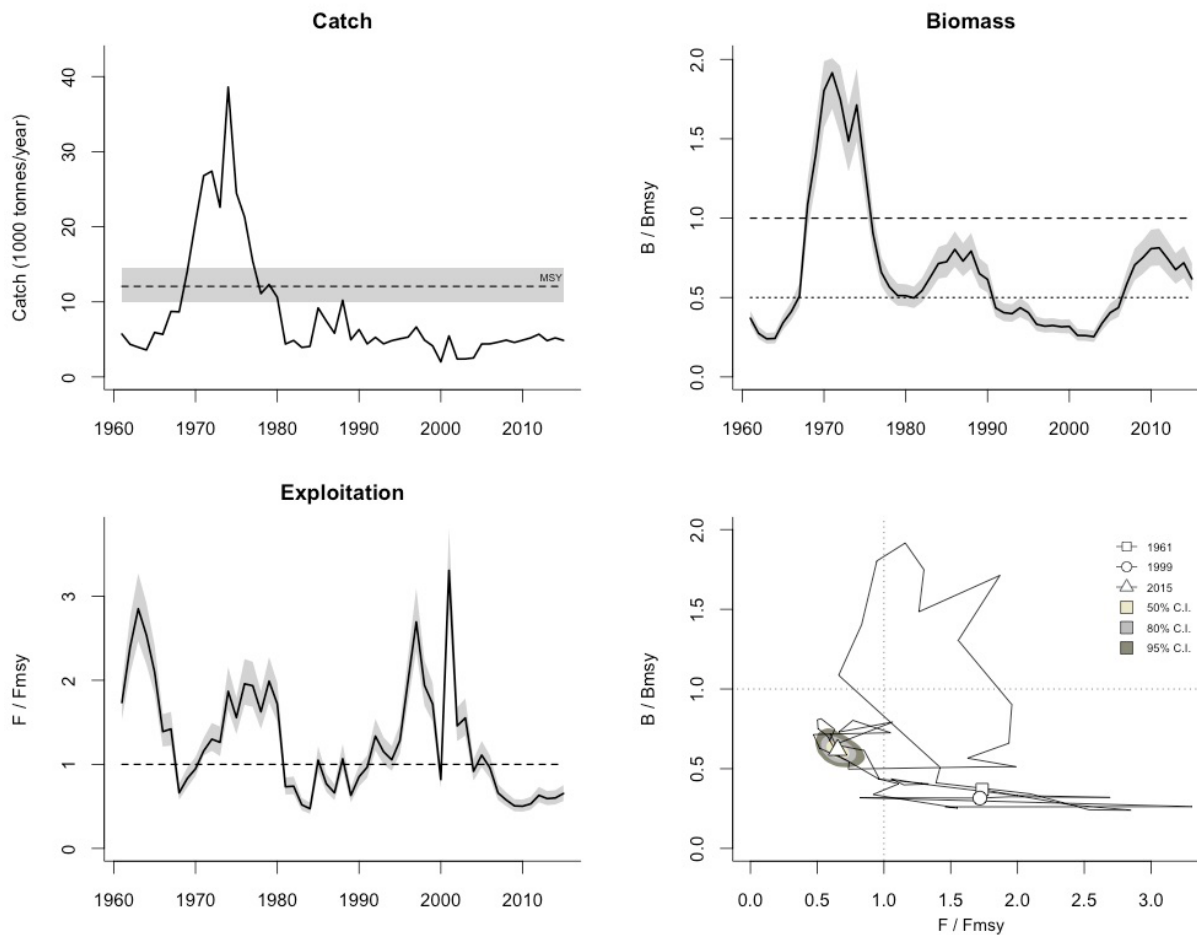 Catch
Catch (1000 tonnes/year)
40
30
20
10
0
MSY
1960 1970 1980 1990 2000 2010
Biomass
B / Bmsy
2.0
1.5
1.0
0.5
0.0
1960 1970 1980 1990 2000 2010
Exploitation
F / Fmsy
3
2
1
0
1960 1970 1980 1990 2000 2010
B / Bmsy
2.0
1.5
1.0
0.5
0.0
1961
1999
2015
50% C.I.
80% C.I.
95% C.I.
0.0 0.5 1.0 1.5 2.0 2.5 3.0
F / Fmsy